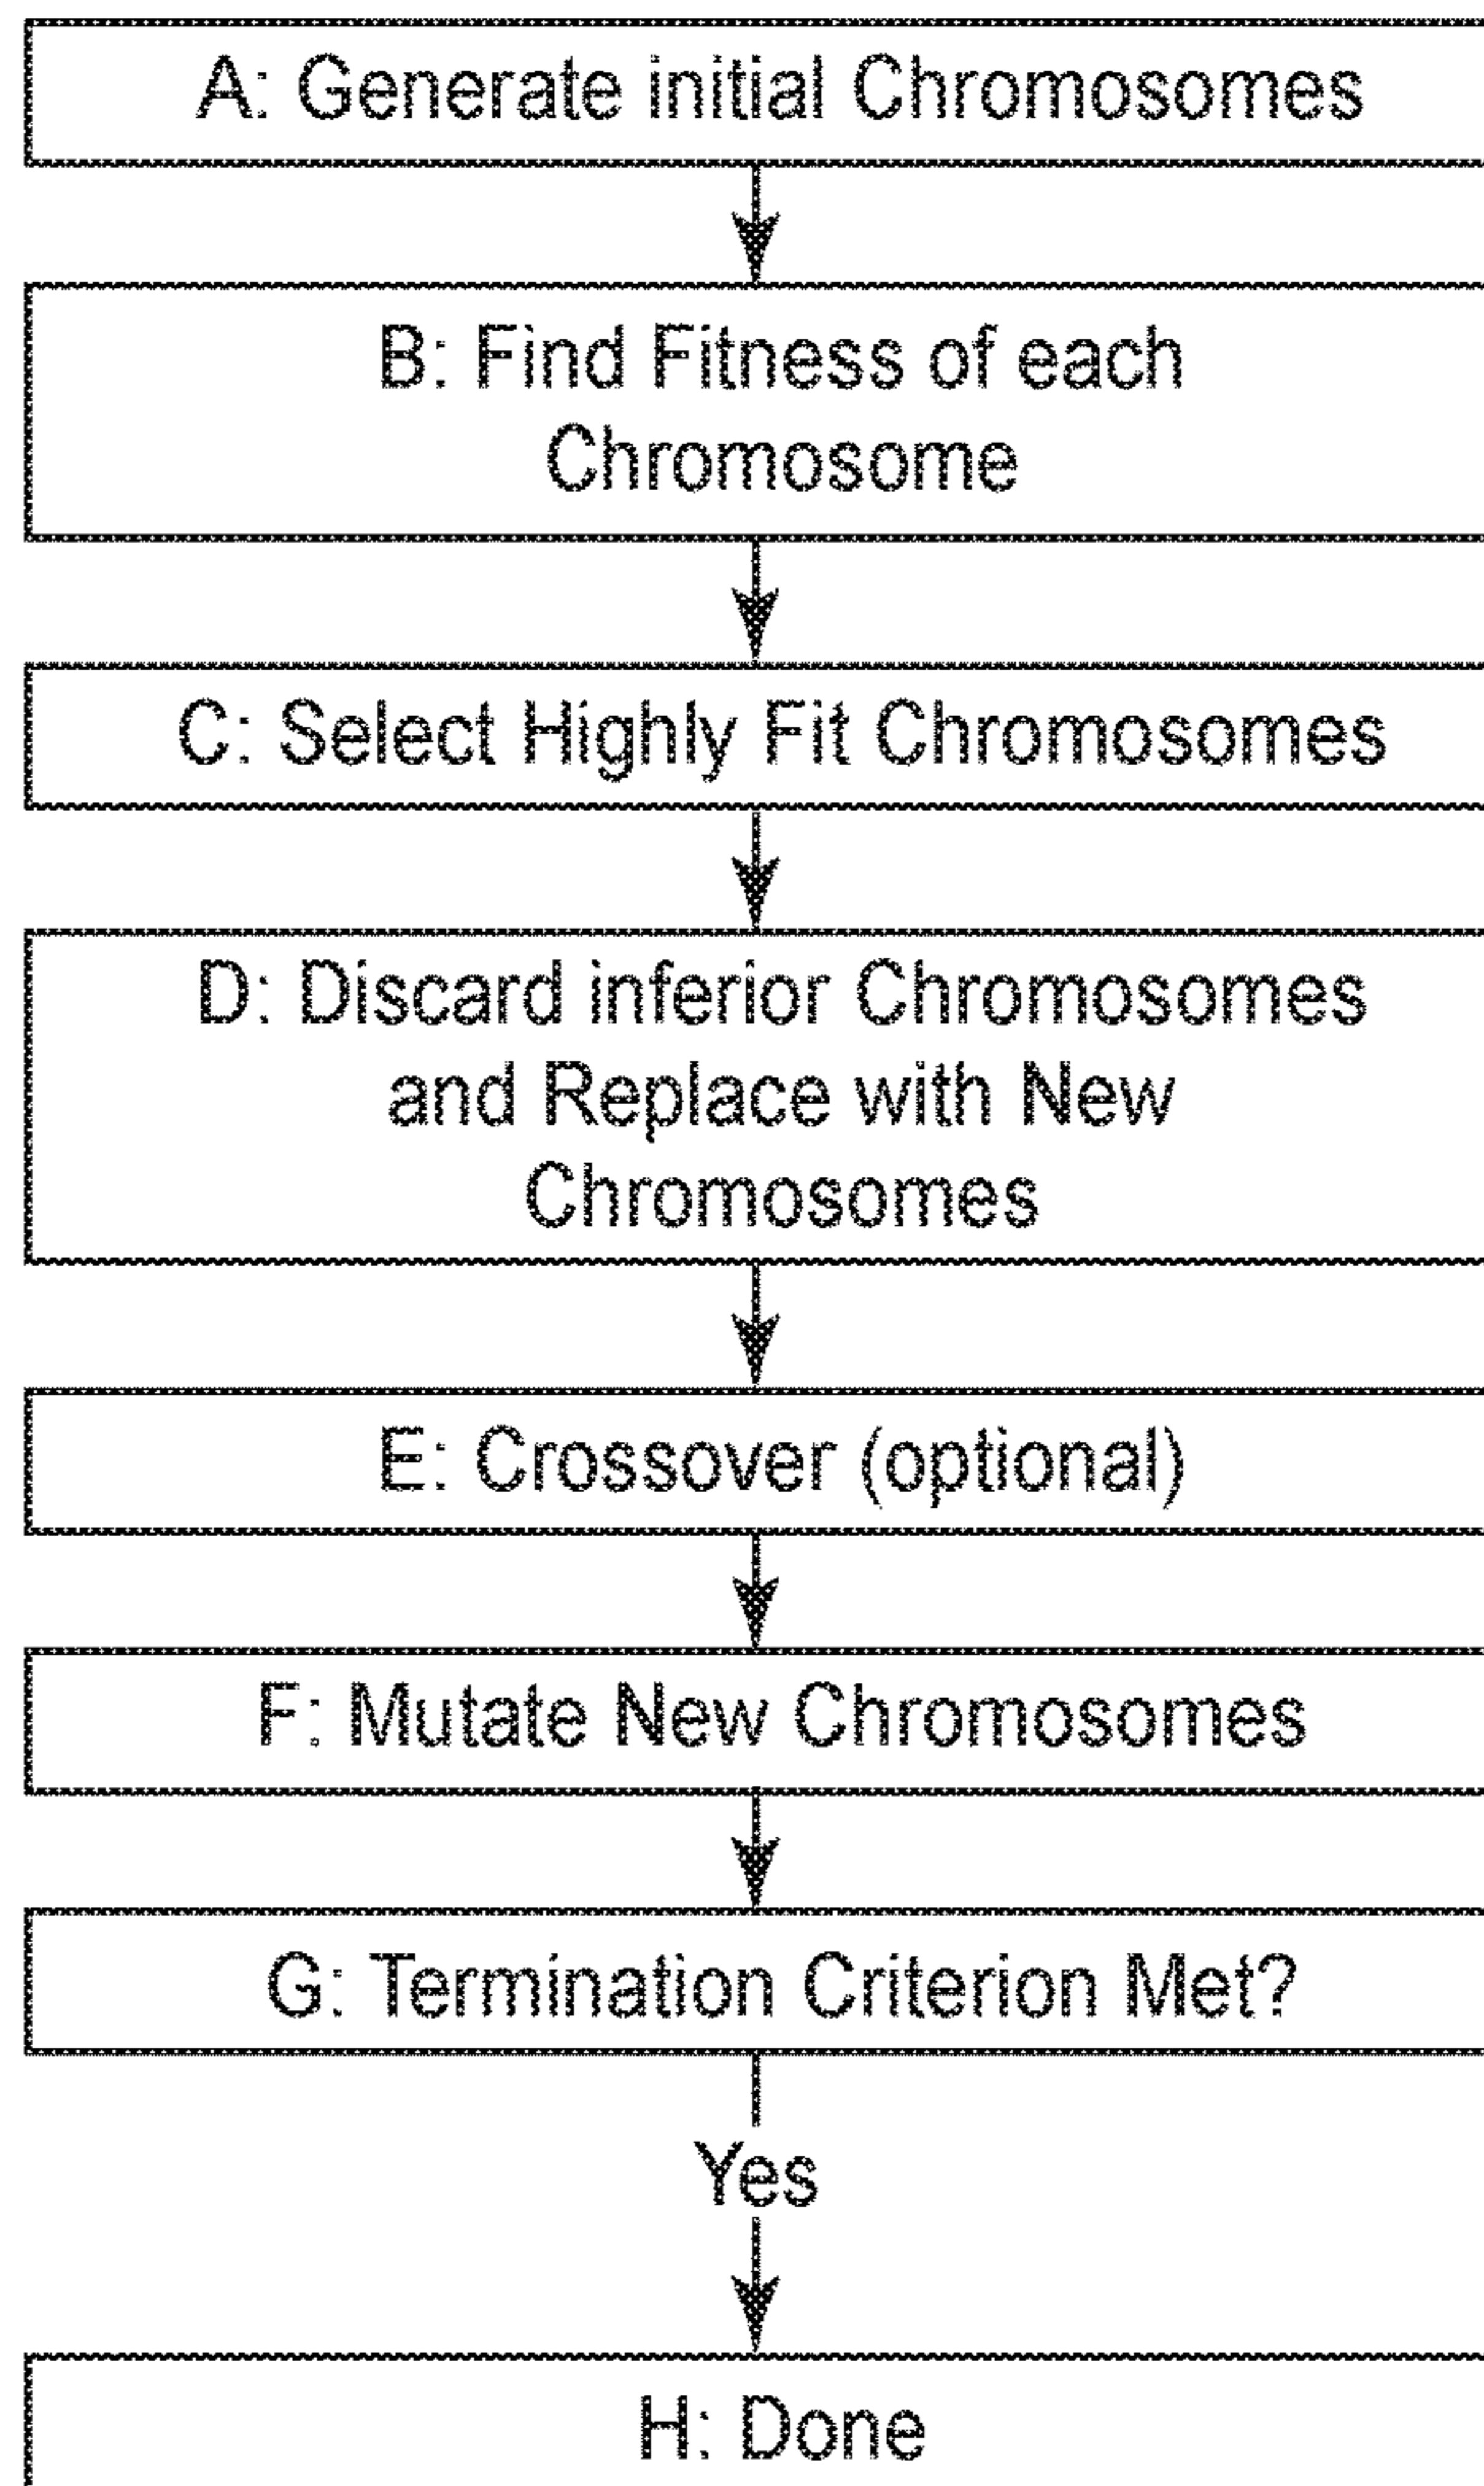 A: Generate initial Chromosomes
B: Find Fitness of each
Chromosome
C: Select Highly Fit Chromosomes
D: Discard inferior Chromosomes
and Replace with New
Chromosomes
E: Crossover (optional)
F: Mutate New Chromosomes
G: Termination Criterion Met?
Yes
H: Done